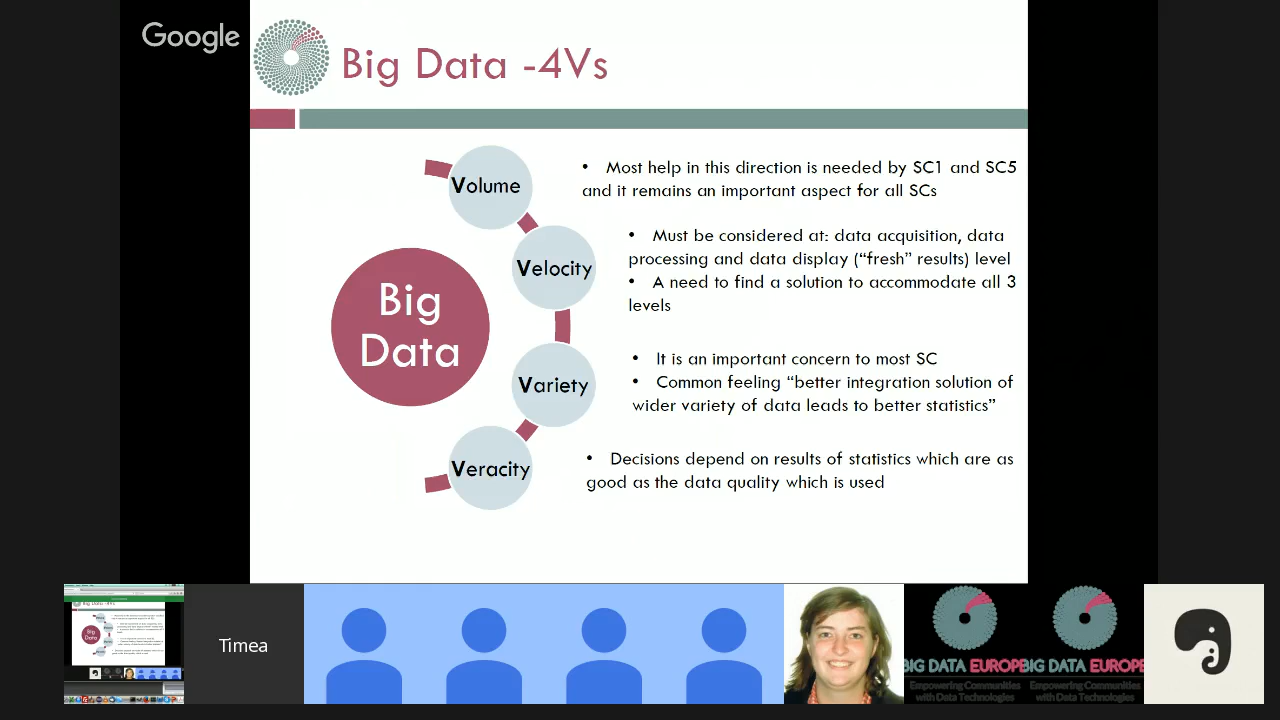 Google
Big Data -4Vs
Volume
• Most help in this direction is needed by SC1 and SC5
and it remains an important aspect for all SCs
Velocity
• Must be considered at: data acquisition, data
processing and data display (“fresh” results) level
• A need to find a solution to accommodate all 3
levels
Big
Data
Variety
• It is an important concern to most SC
• Common feeling “better integration solution of
wider variety of data leads to better statistics”
Veracity
• Decisions depend on results of statistics which are as
good as the data quality which is used
Big
Data
Timea
BIG DATA EUROPE
Empowering Communities
with Data Technologies
BIG DATA EUROPE
Empowering Communities
with Data Technologies